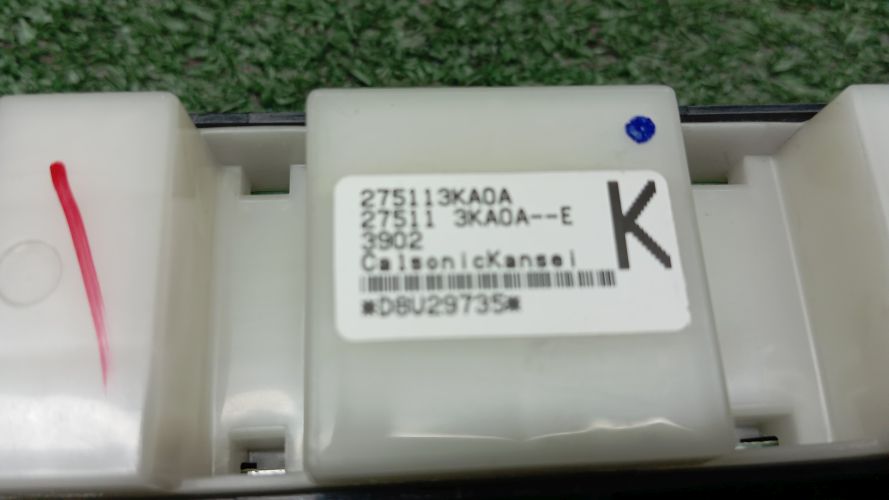 275113KA0A
27511 3KA0A--E
3902
CalsonicKansei
*D8U29735*
K